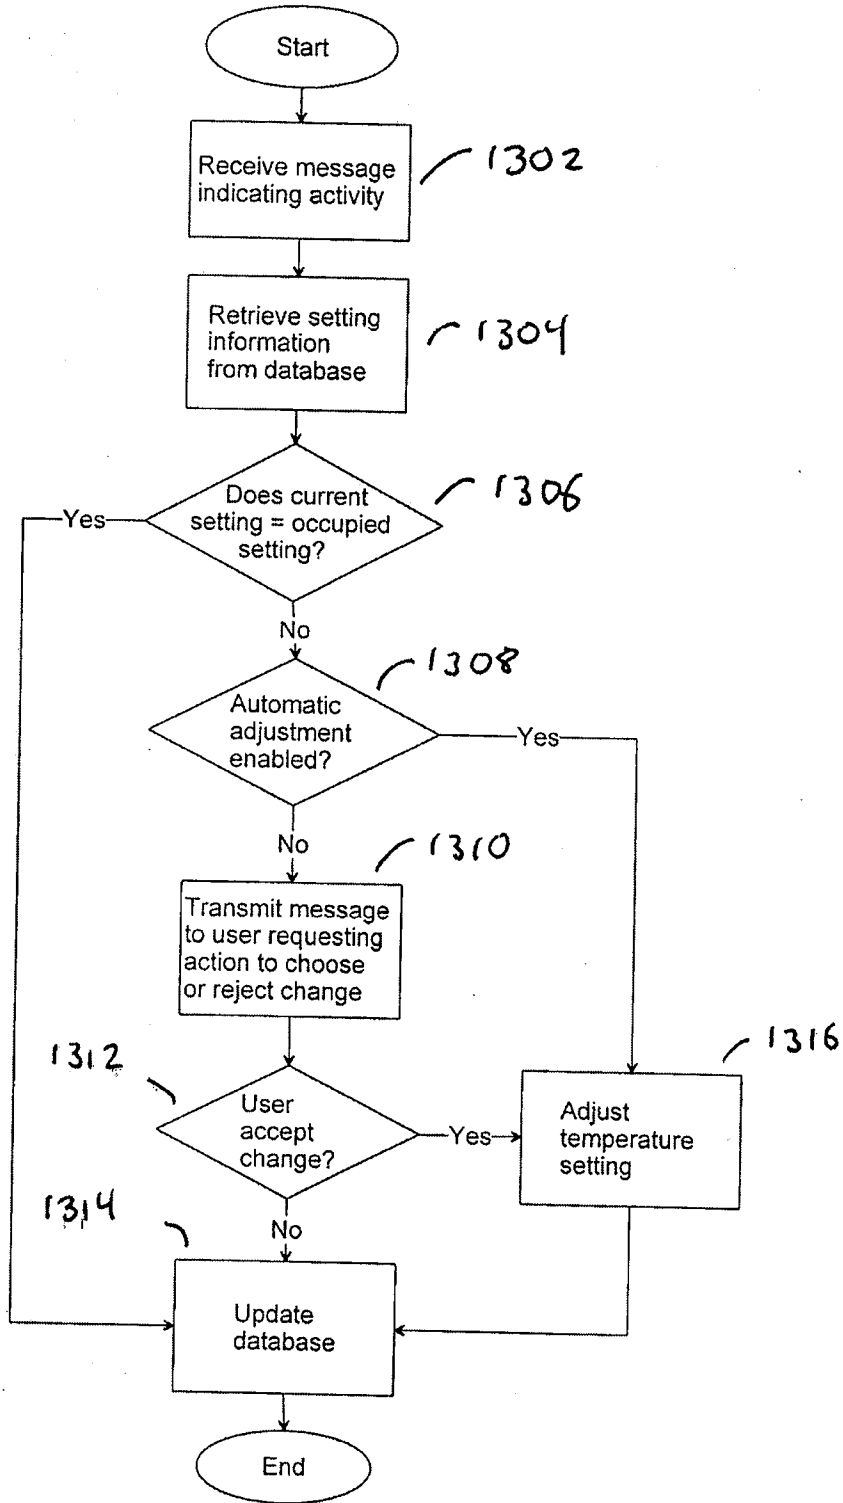 Start
Receive message
indicating activity
1302
Retrieve setting
information
from database
1304
Does current
setting = occupied
setting?
1306
Yes
No
Automatic
adjustment
enabled?
1308
Yes
No
Transmit message
to user requesting
action to choose
or reject change
1310
User
accept
change?
1312
Yes
Adjust
temperature
setting
1316
No
Update
database
1314
End